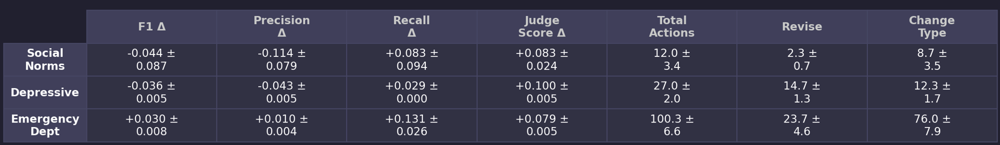 F1 Δ
Precision
Δ
Recall
Δ
Judge
Score Δ
Total
Actions
Revise
Change
Type
Social
Norms
-0.044 ±
0.087
-0.114 ±
0.079
+0.083 ±
0.094
+0.083 ±
0.024
12.0 ±
3.4
2.3 ±
0.7
8.7 ±
3.5
Depressive
-0.036 ±
0.005
-0.043 ±
0.005
+0.029 ±
0.000
+0.100 ±
0.005
27.0 ±
2.0
14.7 ±
1.3
12.3 ±
1.7
Emergency
Dept
+0.030 ±
0.008
+0.010 ±
0.004
+0.131 ±
0.026
+0.079 ±
0.005
100.3 ±
6.6
23.7 ±
4.6
76.0 ±
7.9